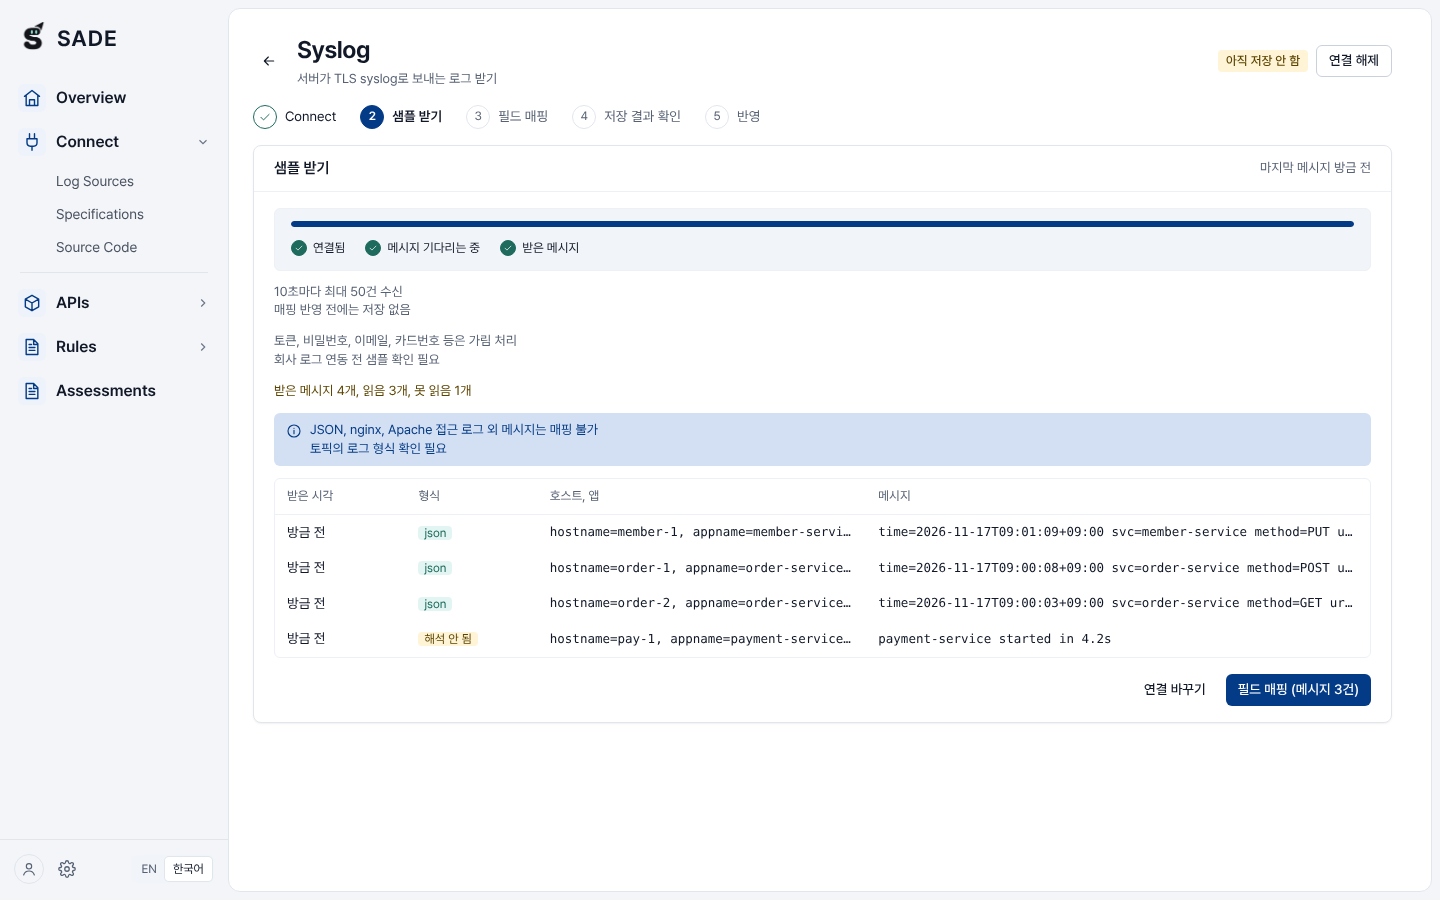 SADE
Overview
Connect
Log Sources
Specifications
Source Code
APIs
Rules
Assessments
EN
한국어
Syslog
서버가 TLS syslog로 보내는 로그 받기
아직 저장 안 함
연결 해제
Connect
2 샘플 받기
3 필드 매핑
4 저장 결과 확인
5 반영
샘플 받기
마지막 메시지 방금 전
연결됨
메시지 기다리는 중
받은 메시지
10초마다 최대 50건 수신
매핑 반영 전에는 저장 없음
토큰, 비밀번호, 이메일, 카드번호 등은 가림 처리
회사 로그 연동 전 샘플 확인 필요
받은 메시지 4개, 읽음 3개, 못 읽음 1개
JSON, nginx, Apache 접근 로그 외 메시지는 매핑 불가
토픽의 로그 형식 확인 필요
받은 시각 형식 호스트, 앱 메시지
방금 전 json hostname=member-1, appname=member-servi… time=2026-11-17T09:01:09+09:00 svc=member-service method=PUT u…
방금 전 json hostname=order-1, appname=order-service… time=2026-11-17T09:00:08+09:00 svc=order-service method=POST u…
방금 전 json hostname=order-2, appname=order-service… time=2026-11-17T09:00:03+09:00 svc=order-service method=GET ur…
방금 전 해석 안 됨 hostname=pay-1, appname=payment-service… payment-service started in 4.2s
연결 바꾸기
필드 매핑 (메시지 3건)